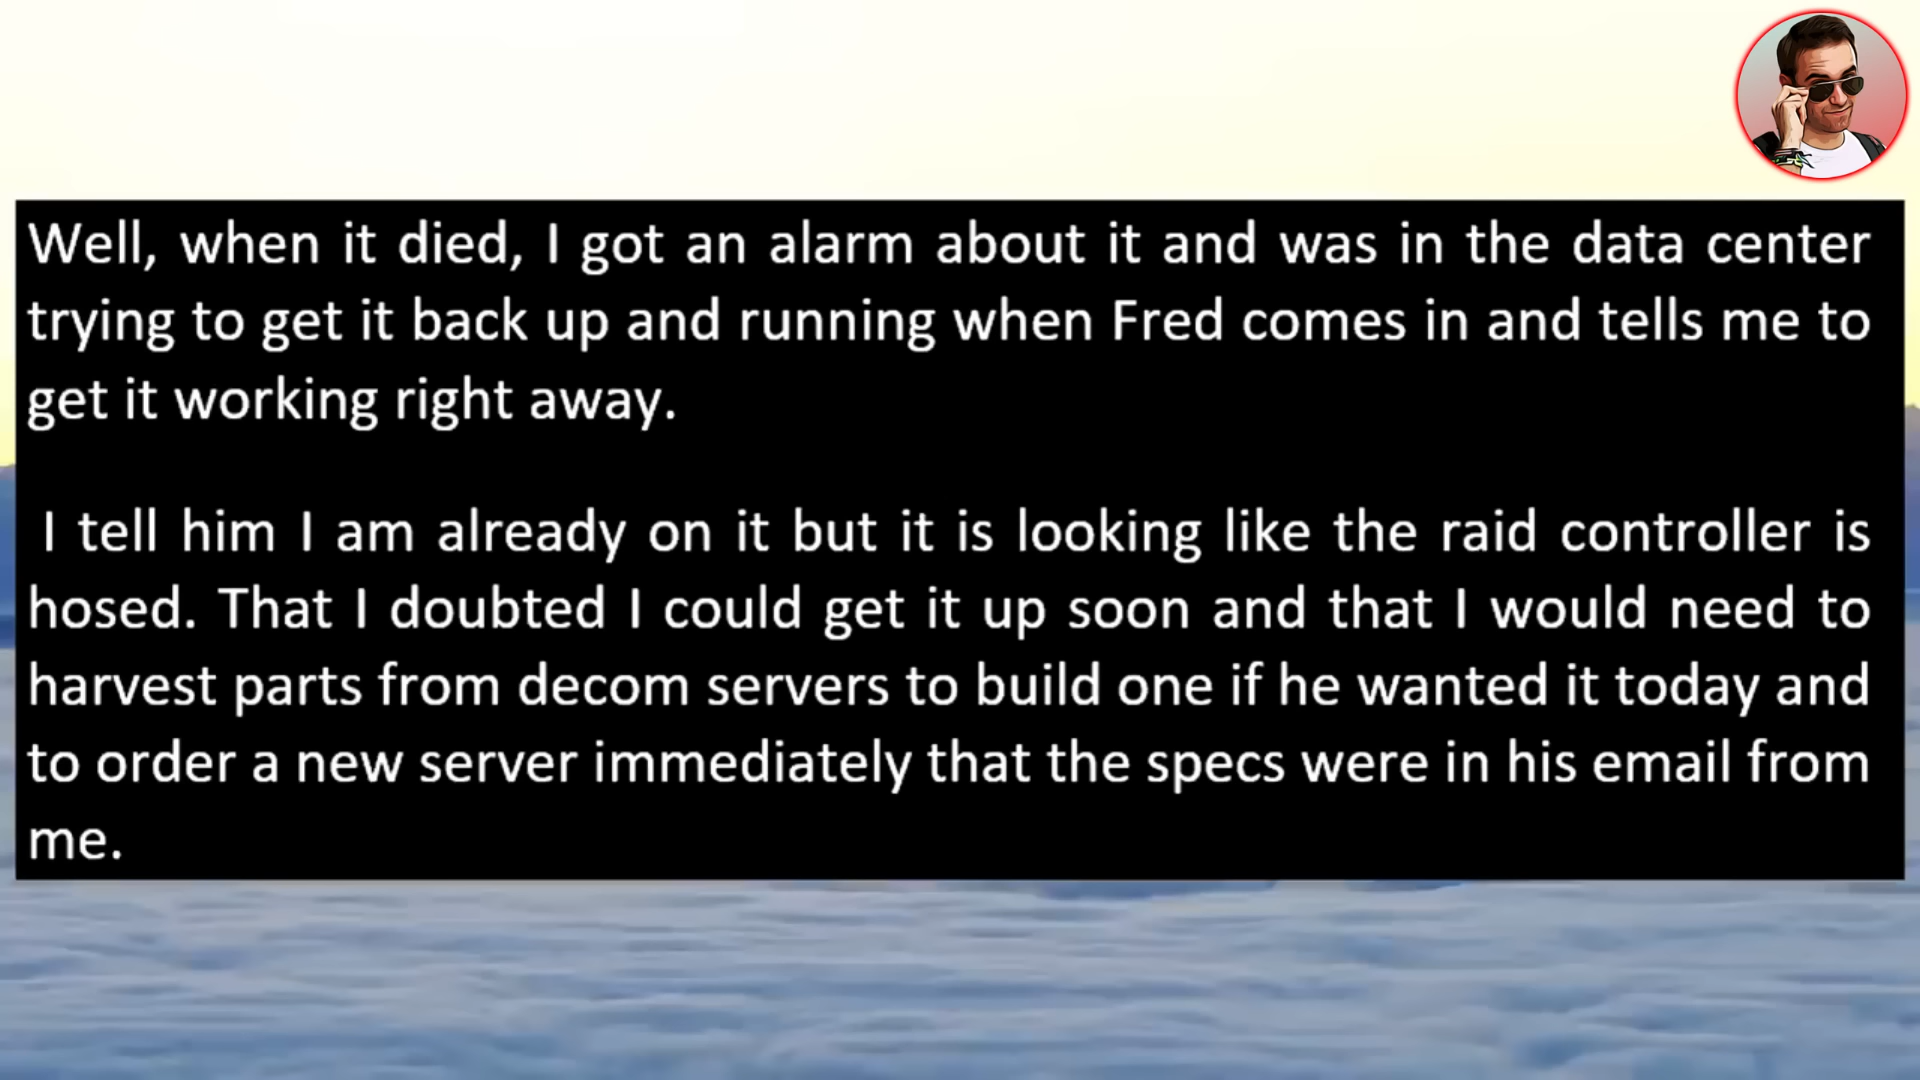 Well, when it died, I got an alarm about it and was in the data center
trying to get it back up and running when Fred comes in and tells me to
get it working right away.
I tell him I am already on it but it is looking like the raid controller is
hosed. That I doubted I could get it up soon and that I would need to
harvest parts from decom servers to build one if he wanted it today and
to order a new server immediately that the specs were in his email from
me.